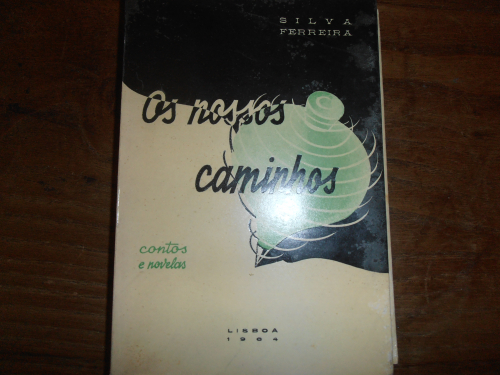 SILVA
FERREIRA
Os nossos
caminhos
contos
e novelas
LISBOA
1964